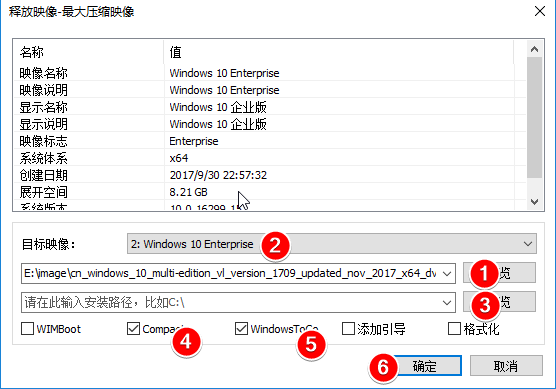 释放映像-最大压缩映像
名称 值
映像名称 Windows 10 Enterprise
映像说明 Windows 10 Enterprise
显示名称 Windows 10 企业版
显示说明 Windows 10 企业版
映像标志 Enterprise
系统体系 x64
创建日期 2017/9/30 22:57:32
展开空间 8.21 GB
系统版本 10.0.16299.15
目标映像: 2: Windows 10 Enterprise 2
E:\image\cn_windows_10_multi-edition_vl_version_1709_updated_nov_2017_x64_dv 1 览
请在此输入安装路径，比如C:\ 3 览
WIMBoot Compact WindowsToGo 添加引导 格式化
4 5
6 确定 取消